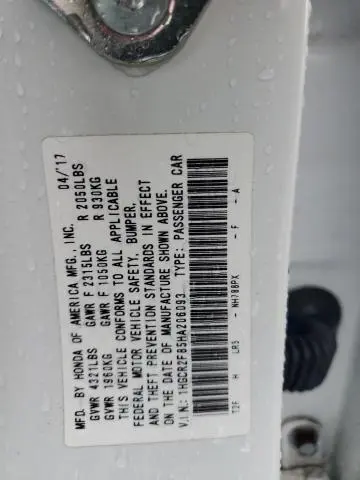 MFD. BY HONDA OF AMERICA MFG., INC. 04/'17
GVWR 4321LBS GAWR F 2315LBS R 2050LBS
GVWR 1960KG GAWR F 1050KG R 930KG
THIS VEHICLE CONFORMS TO ALL APPLICABLE
FEDERAL MOTOR VEHICLE SAFETY, BUMPER,
AND THEFT PREVENTION STANDARDS IN EFFECT
ON THE DATE OF MANUFACTURE SHOWN ABOVE.
V.I.N.: 1HGCR2F85HA206093 TYPE: PASSENGER CAR
T2F H LR5 - NH788PX - F - A